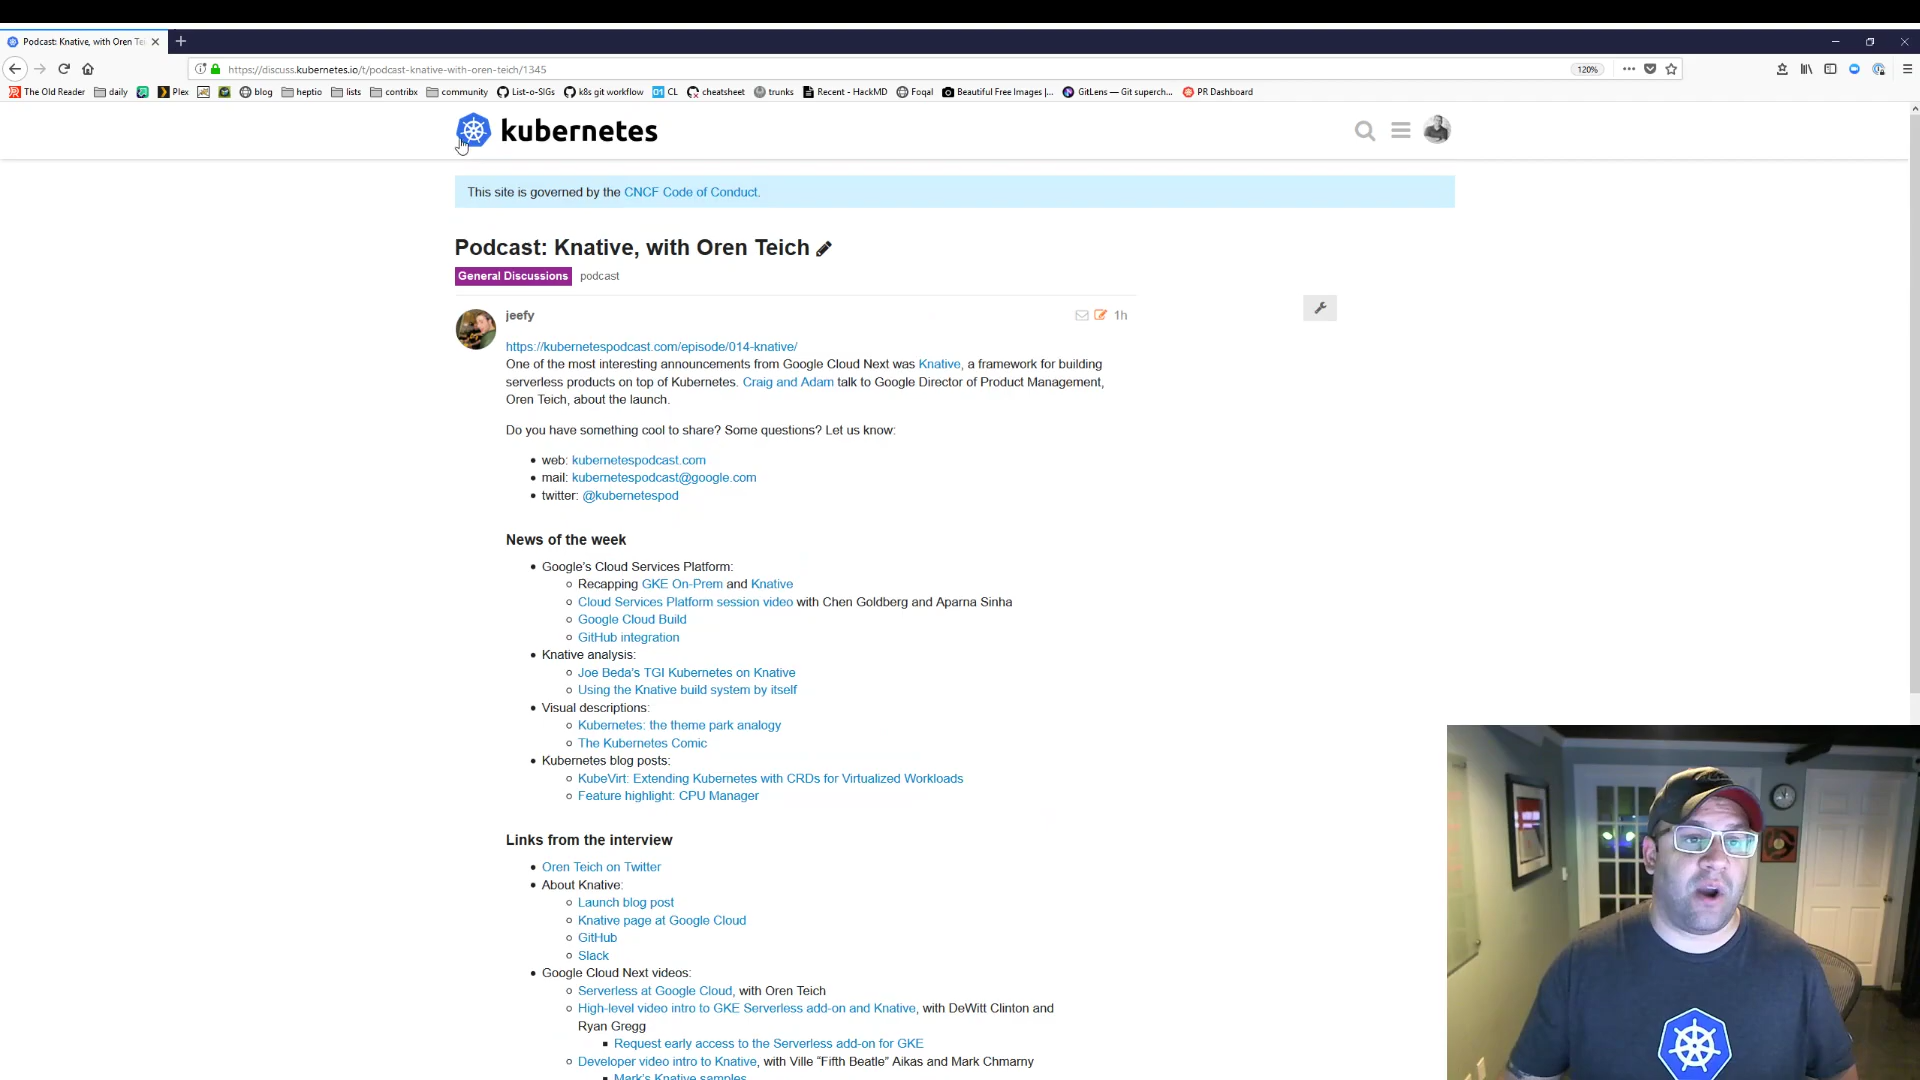 Podcast: Knative, with Oren Te
https://discuss.kubernetes.io/t/podcast-knative-with-oren-teich/1345
120%
The Old Reader daily Plex blog heptio lists contribx community List-o-SIGs k8s git workflow 01 CL cheatsheet trunks Recent - HackMD Foqal Beautiful Free Images |... GitLens — Git superch... PR Dashboard
kubernetes
This site is governed by the CNCF Code of Conduct.
Podcast: Knative, with Oren Teich
General Discussions podcast
jeefy 1h
https://kubernetespodcast.com/episode/014-knative/
One of the most interesting announcements from Google Cloud Next was Knative, a framework for building
serverless products on top of Kubernetes. Craig and Adam talk to Google Director of Product Management,
Oren Teich, about the launch.
Do you have something cool to share? Some questions? Let us know:
web: kubernetespodcast.com
mail: kubernetespodcast@google.com
twitter: @kubernetespod
News of the week
Google's Cloud Services Platform:
Recapping GKE On-Prem and Knative
Cloud Services Platform session video with Chen Goldberg and Aparna Sinha
Google Cloud Build
GitHub integration
Knative analysis:
Joe Beda's TGI Kubernetes on Knative
Using the Knative build system by itself
Visual descriptions:
Kubernetes: the theme park analogy
The Kubernetes Comic
Kubernetes blog posts:
KubeVirt: Extending Kubernetes with CRDs for Virtualized Workloads
Feature highlight: CPU Manager
Links from the interview
Oren Teich on Twitter
About Knative:
Launch blog post
Knative page at Google Cloud
GitHub
Slack
Google Cloud Next videos:
Serverless at Google Cloud, with Oren Teich
High-level video intro to GKE Serverless add-on and Knative, with DeWitt Clinton and
Ryan Gregg
Request early access to the Serverless add-on for GKE
Developer video intro to Knative, with Ville “Fifth Beatle” Aikas and Mark Chmarny
Mark's Knative samples